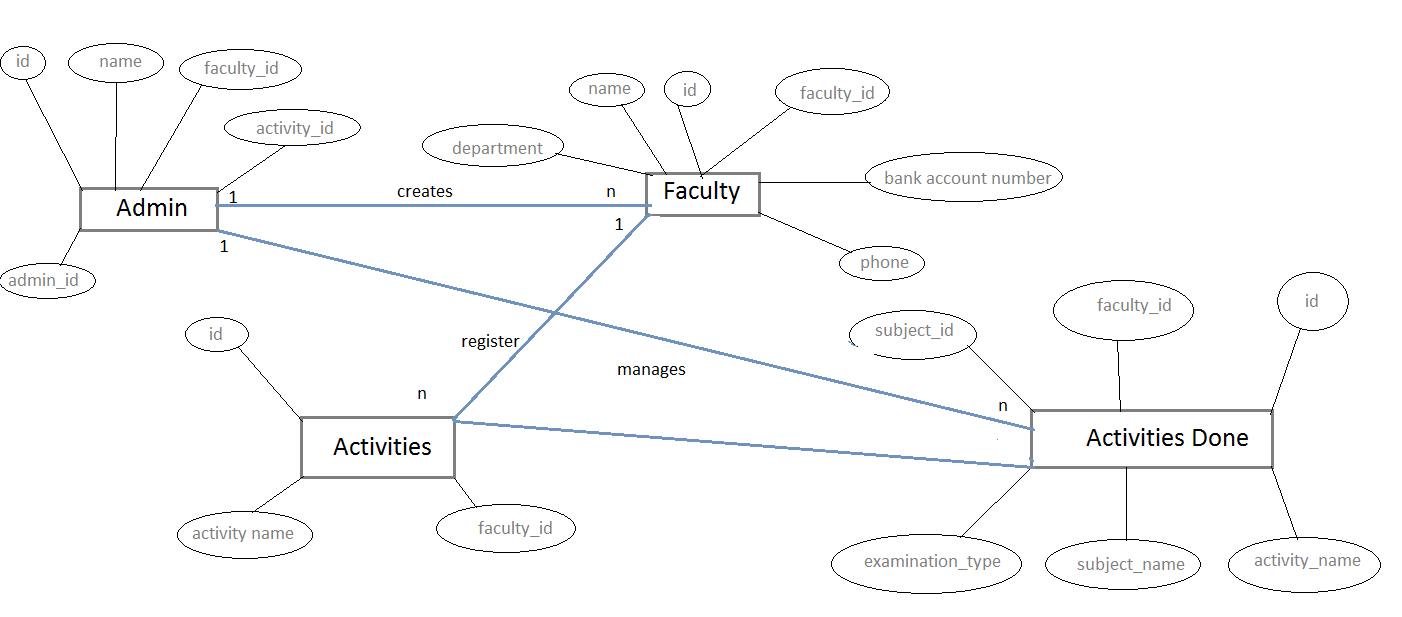 id
name
faculty_id
activity_id
Admin
admin_id
1
creates
n
1
name
id
faculty_id
department
bank account number
Faculty
phone
1
register
manages
n
n
id
Activities
activity name
faculty_id
subject_id
faculty_id
id
Activities Done
examination_type
subject_name
activity_name